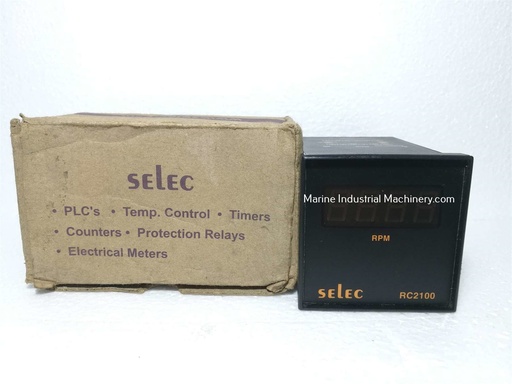 selec
• PLC's • Temp. Control • Timers
• Counters • Protection Relays
• Electrical Meters
Marine Industrial Machinery.com
RPM
selec RC2100